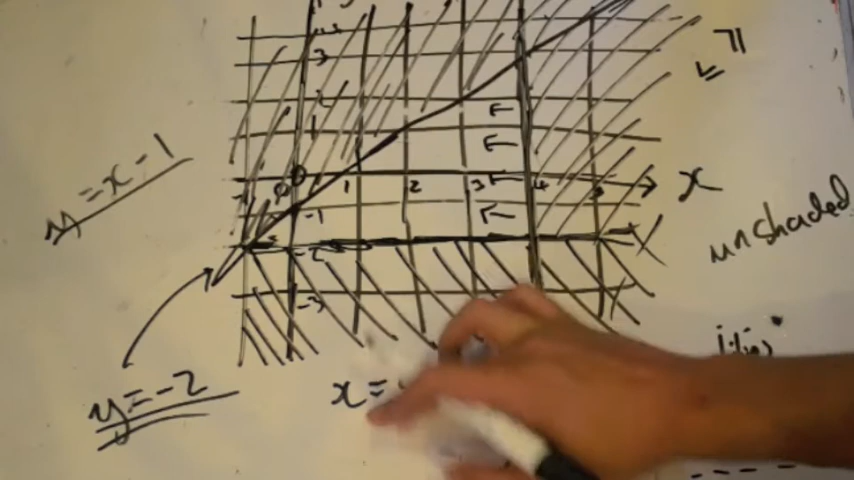 3
2
1
0
1
2
3
4
5
x
-1
-2
-3
y = x - 1
≤ ≥
unshaded
y = -2
x =